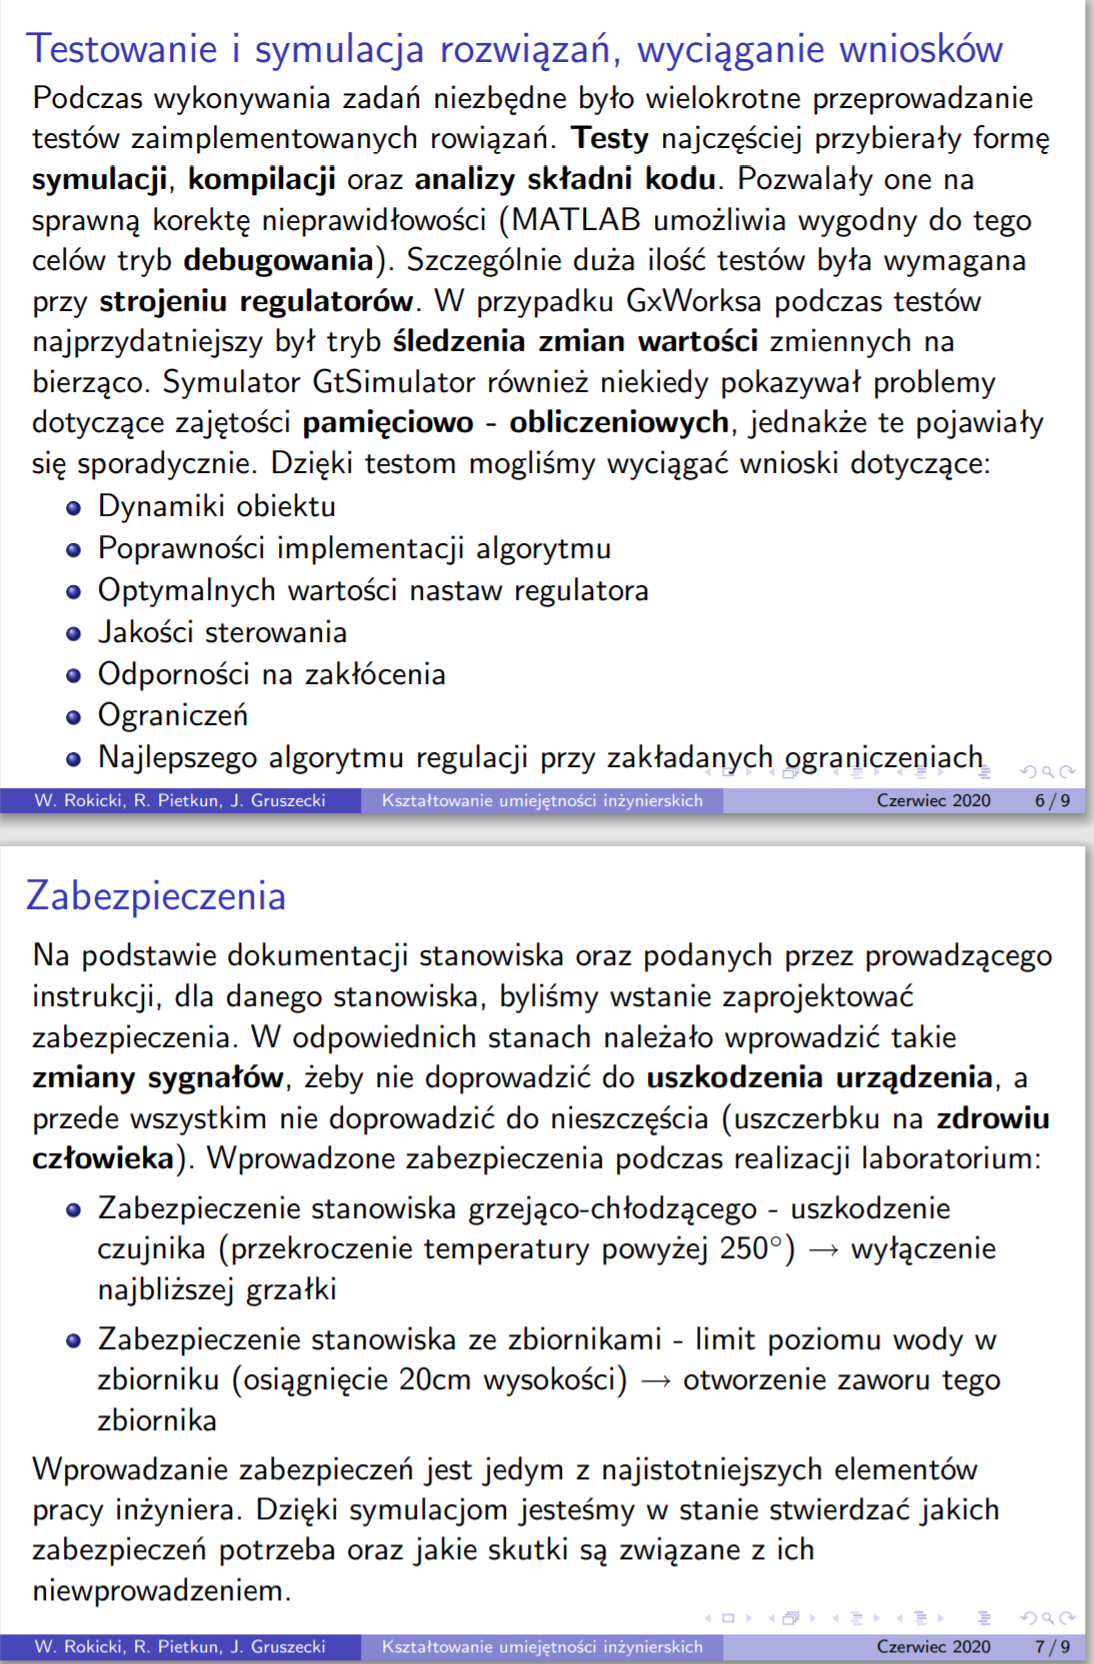 Testowanie i symulacja rozwiązań, wyciąganie wniosków
Podczas wykonywania zadań niezbędne było wielokrotne przeprowadzanie
testów zaimplementowanych rowiązań. Testy najczęściej przybierały formę
symulacji, kompilacji oraz analizy składni kodu. Pozwalały one na
sprawną korektę nieprawidłowości (MATLAB umożliwia wygodny do tego
celów tryb debugowania). Szczególnie duża ilość testów była wymagana
przy strojeniu regulatorów. W przypadku GxWorksa podczas testów
najprzydatniejszy był tryb śledzenia zmian wartości zmiennych na
bierząco. Symulator GtSimulator również niekiedy pokazywał problemy
dotyczące zajętości pamięciowo - obliczeniowych, jednakże te pojawiały
się sporadycznie. Dzięki testom mogliśmy wyciągać wnioski dotyczące:
Dynamiki obiektu
Poprawności implementacji algorytmu
Optymalnych wartości nastaw regulatora
Jakości sterowania
Odporności na zakłócenia
Ograniczeń
Najlepszego algorytmu regulacji przy zakładanych ograniczeniach
W. Rokicki, R. Pietkun, J. Gruszecki Kształtowanie umiejętności inżynierskich Czerwiec 2020 6 / 9
Zabezpieczenia
Na podstawie dokumentacji stanowiska oraz podanych przez prowadzącego
instrukcji, dla danego stanowiska, byliśmy wstanie zaprojektować
zabezpieczenia. W odpowiednich stanach należało wprowadzić takie
zmiany sygnałów, żeby nie doprowadzić do uszkodzenia urządzenia, a
przede wszystkim nie doprowadzić do nieszczęścia (uszczerbku na zdrowiu
człowieka). Wprowadzone zabezpieczenia podczas realizacji laboratorium:
Zabezpieczenie stanowiska grzejąco-chłodzącego - uszkodzenie
czujnika (przekroczenie temperatury powyżej 250°) → wyłączenie
najbliższej grzałki
Zabezpieczenie stanowiska ze zbiornikami - limit poziomu wody w
zbiorniku (osiągnięcie 20cm wysokości) → otworzenie zaworu tego
zbiornika
Wprowadzanie zabezpieczeń jest jedym z najistotniejszych elementów
pracy inżyniera. Dzięki symulacjom jesteśmy w stanie stwierdzać jakich
zabezpieczeń potrzeba oraz jakie skutki są związane z ich
niewprowadzeniem.
W. Rokicki, R. Pietkun, J. Gruszecki Kształtowanie umiejętności inżynierskich Czerwiec 2020 7 / 9